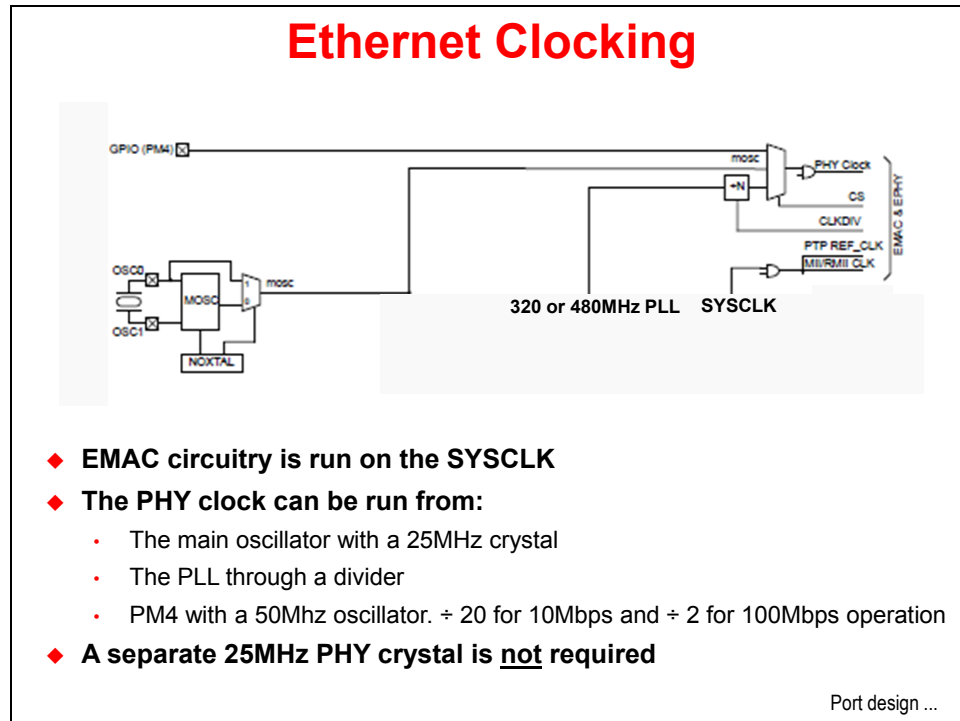 Ethernet Clocking
GPIO (PM4)
mosc
PHY Clock
÷N
CS
CLKDIV
EMAC & EPHY
PTP REF_CLK
MII/RMII CLK
OSC0
1
mosc
MOSC
0
OSC1
NOXTAL
320 or 480MHz PLL SYSCLK
◆ EMAC circuitry is run on the SYSCLK
◆ The PHY clock can be run from:
• The main oscillator with a 25MHz crystal
• The PLL through a divider
• PM4 with a 50Mhz oscillator. ÷ 20 for 10Mbps and ÷ 2 for 100Mbps operation
◆ A separate 25MHz PHY crystal is not required
Port design ...